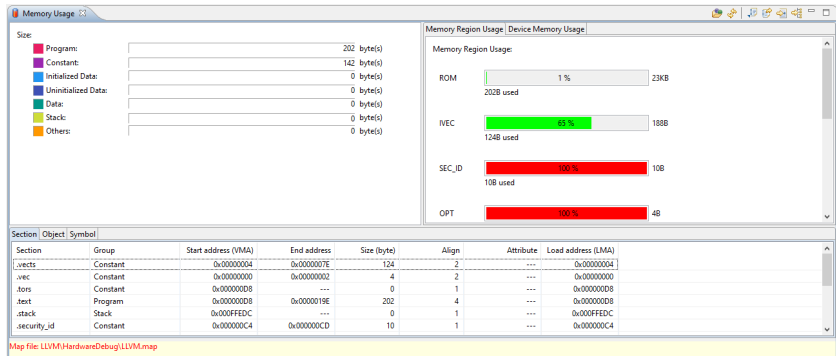 Memory Usage
Size:
Program: 202 byte(s)
Constant: 142 byte(s)
Initialized Data: 0 byte(s)
Uninitialized Data: 0 byte(s)
Data: 0 byte(s)
Stack: 0 byte(s)
Others: 0 byte(s)
Memory Region Usage Device Memory Usage
Memory Region Usage:
ROM 1 % 23KB
202B used
IVEC 65 % 188B
124B used
SEC_ID 100 % 10B
10B used
OPT 100 % 4B
Section Object Symbol
Section Group Start address (VMA) End address Size (byte) Align Attribute Load address (LMA)
.vects Constant 0x00000004 0x0000007E 124 2 --- 0x00000004
.vec Constant 0x00000000 0x00000002 4 2 --- 0x00000000
.tors Constant 0x000000D8 --- 0 1 --- 0x000000D8
.text Program 0x000000D8 0x0000019E 202 4 --- 0x000000D8
.stack Stack 0x000FFEDC --- 0 1 --- 0x000FFEDC
.security_id Constant 0x000000C4 0x000000CD 10 1 --- 0x000000C4
Map file: LLVM\HardwareDebug\LLVM.map